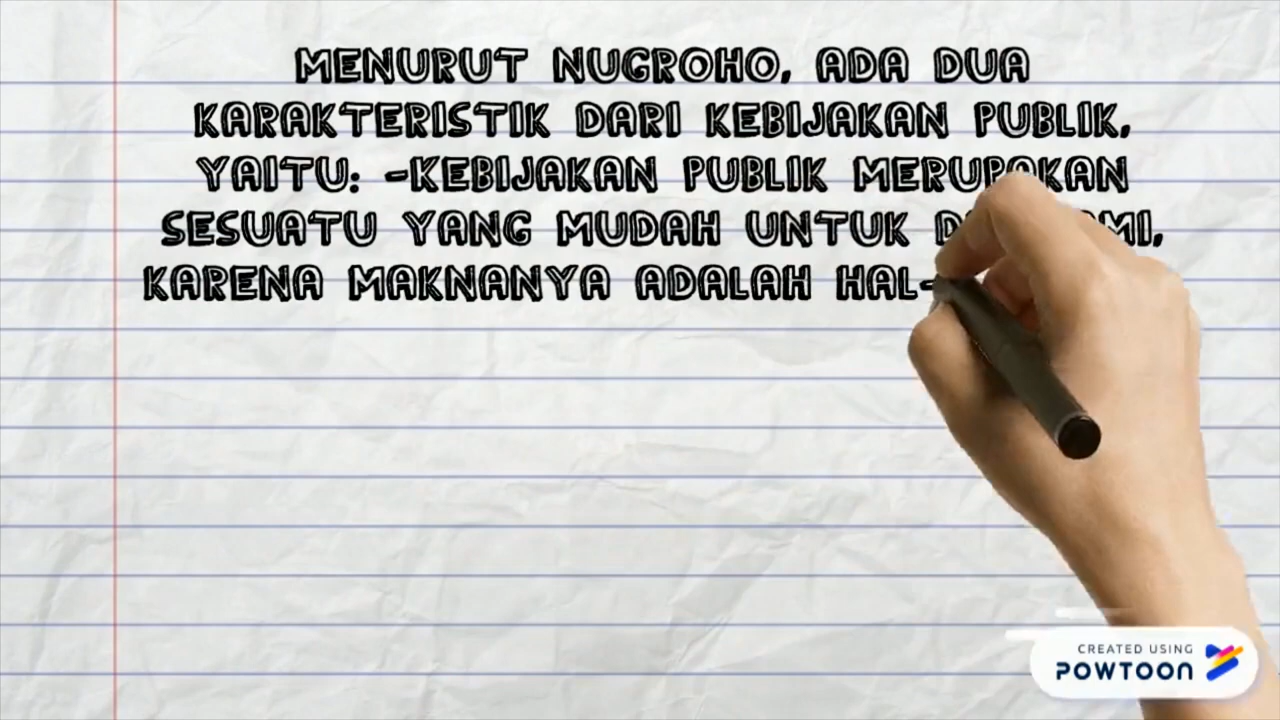 MENURUT NUGROHO, ADA DUA
KARAKTERISTIK DARI KEBIJAKAN PUBLIK,
YAITU: -KEBIJAKAN PUBLIK MERUPAKAN
SESUATU YANG MUDAH UNTUK
KARENA MAKNANYA ADALAH HAL-
CREATED USING
POWTOON